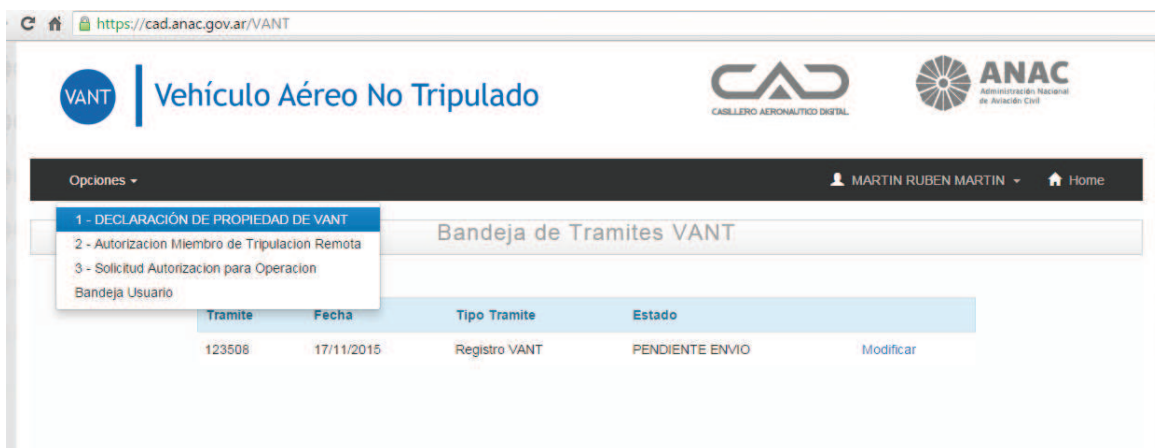 https://cad.anac.gov.ar/VANT
VANT
Vehículo Aéreo No Tripulado
CAD
CASILLERO AERONAUTICO DIGITAL
ANAC
Administración Nacional
de Aviación Civil
Opciones
MARTIN RUBEN MARTIN
Home
1 - DECLARACIÓN DE PROPIEDAD DE VANT
2 - Autorizacion Miembro de Tripulacion Remota
3 - Solicitud Autorizacion para Operacion
Bandeja Usuario
Bandeja de Tramites VANT
Tramite Fecha Tipo Tramite Estado
123508 17/11/2015 Registro VANT PENDIENTE ENVIO Modificar